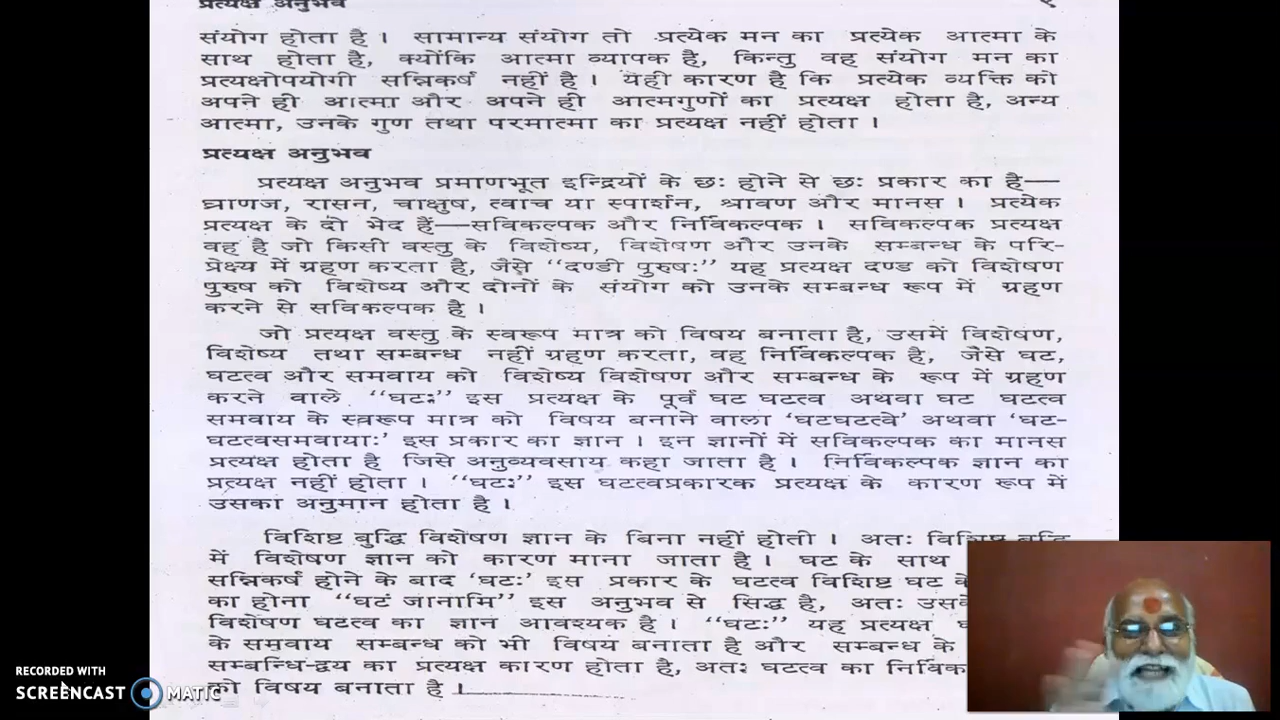 प्रत्यक्ष अनुभव
संयोग होता है । सामान्य संयोग तो प्रत्येक मन का प्रत्येक आत्मा के
साथ होता है, क्योंकि आत्मा व्यापक है, किन्तु वह संयोग मन का
प्रत्यक्षोपयोगी सन्निकर्ष नहीं है । यही कारण है कि प्रत्येक व्यक्ति को
अपने ही आत्मा और अपने ही आत्मगुणों का प्रत्यक्ष होता है, अन्य
आत्मा, उनके गुण तथा परमात्मा का प्रत्यक्ष नहीं होता ।
प्रत्यक्ष अनुभव
प्रत्यक्ष अनुभव प्रमाणभूत इन्द्रियों के छः होने से छः प्रकार का है—
घ्राणज, रासन, चाक्षुष, त्वाच या स्पार्शन, श्रावण और मानस । प्रत्येक
प्रत्यक्ष के दो भेद हैं—सविकल्पक और निर्विकल्पक । सविकल्पक प्रत्यक्ष
वह है जो किसी वस्तु के विशेष्य, विशेषण और उनके सम्बन्ध के परि-
प्रेक्ष्य में ग्रहण करता है, जैसे ‘‘दण्डी पुरुषः’’ यह प्रत्यक्ष दण्ड को विशेषण
पुरुष को विशेष्य और दोनों के संयोग को उनके सम्बन्ध रूप में ग्रहण
करने से सविकल्पक है ।
जो प्रत्यक्ष वस्तु के स्वरूप मात्र को विषय बनाता है, उसमें विशेषण,
विशेष्य तथा सम्बन्ध नहीं ग्रहण करता, वह निर्विकल्पक है, जैसे घट,
घटत्व और समवाय को विशेष्य विशेषण और सम्बन्ध के रूप में ग्रहण
करने वाले ‘‘घटः’’ इस प्रत्यक्ष के पूर्व घट घटत्व अथवा घट घटत्व
समवाय के स्वरूप मात्र को विषय बनाने वाला ‘घटघटत्वे’ अथवा ‘घट-
घटत्वसमवायाः’ इस प्रकार का ज्ञान । इन ज्ञानों में सविकल्पक का मानस
प्रत्यक्ष होता है जिसे अनुव्यवसाय कहा जाता है । निर्विकल्पक ज्ञान का
प्रत्यक्ष नहीं होता । ‘‘घटः’’ इस घटत्वप्रकारक प्रत्यक्ष के कारण रूप में
उसका अनुमान होता है ।
विशिष्ट बुद्धि विशेषण ज्ञान के बिना नहीं होती । अतः विशिष्ट बुद्धि
में विशेषण ज्ञान को कारण माना जाता है । घट के साथ
सन्निकर्ष होने के बाद ‘घटः’ इस प्रकार के घटत्व विशिष्ट घट
का होना ‘‘घटं जानामि’’ इस अनुभव से सिद्ध है, अतः
विशेषण घटत्व का ज्ञान आवश्यक है । ‘‘घटः’’ यह प्रत्यक्ष
के समवाय सम्बन्ध को भी विषय बनाता है और सम्बन्ध के
सम्बन्धि-द्वय का प्रत्यक्ष कारण होता है, अतः घटत्व का
को विषय बनाता है ।
RECORDED WITH
SCREENCAST MATIC